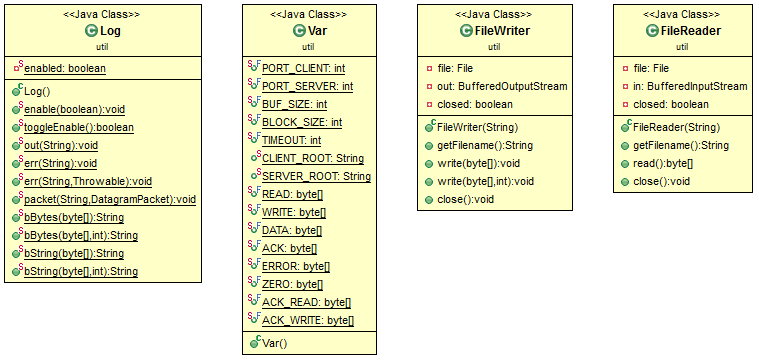 <<Java Class>>
Log
util
enabled: boolean
Log()
enable(boolean):void
toggleEnable():boolean
out(String):void
err(String):void
err(String,Throwable):void
packet(String,DatagramPacket):void
bBytes(byte[]):String
bBytes(byte[],int):String
bString(byte[]):String
bString(byte[],int):String
<<Java Class>>
Var
util
PORT_CLIENT: int
PORT_SERVER: int
BUF_SIZE: int
BLOCK_SIZE: int
TIMEOUT: int
CLIENT_ROOT: String
SERVER_ROOT: String
READ: byte[]
WRITE: byte[]
DATA: byte[]
ACK: byte[]
ERROR: byte[]
ZERO: byte[]
ACK_READ: byte[]
ACK_WRITE: byte[]
Var()
<<Java Class>>
FileWriter
util
file: File
out: BufferedOutputStream
closed: boolean
FileWriter(String)
getFilename():String
write(byte[]):void
write(byte[],int):void
close():void
<<Java Class>>
FileReader
util
file: File
in: BufferedInputStream
closed: boolean
FileReader(String)
getFilename():String
read():byte[]
close():void